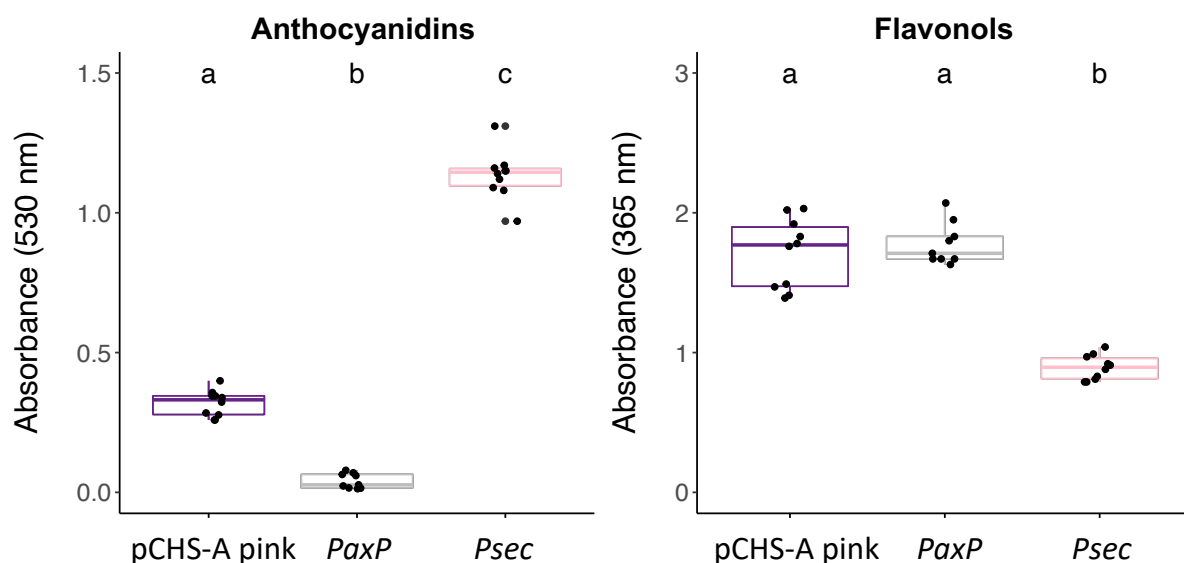 Anthocyanidins
Absorbance (530 nm)
1.5
1.0
0.5
0.0
a b c
pCHS-A pink PaxP Psec
Flavonols
Absorbance (365 nm)
3
2
1
0
a a b
pCHS-A pink PaxP Psec